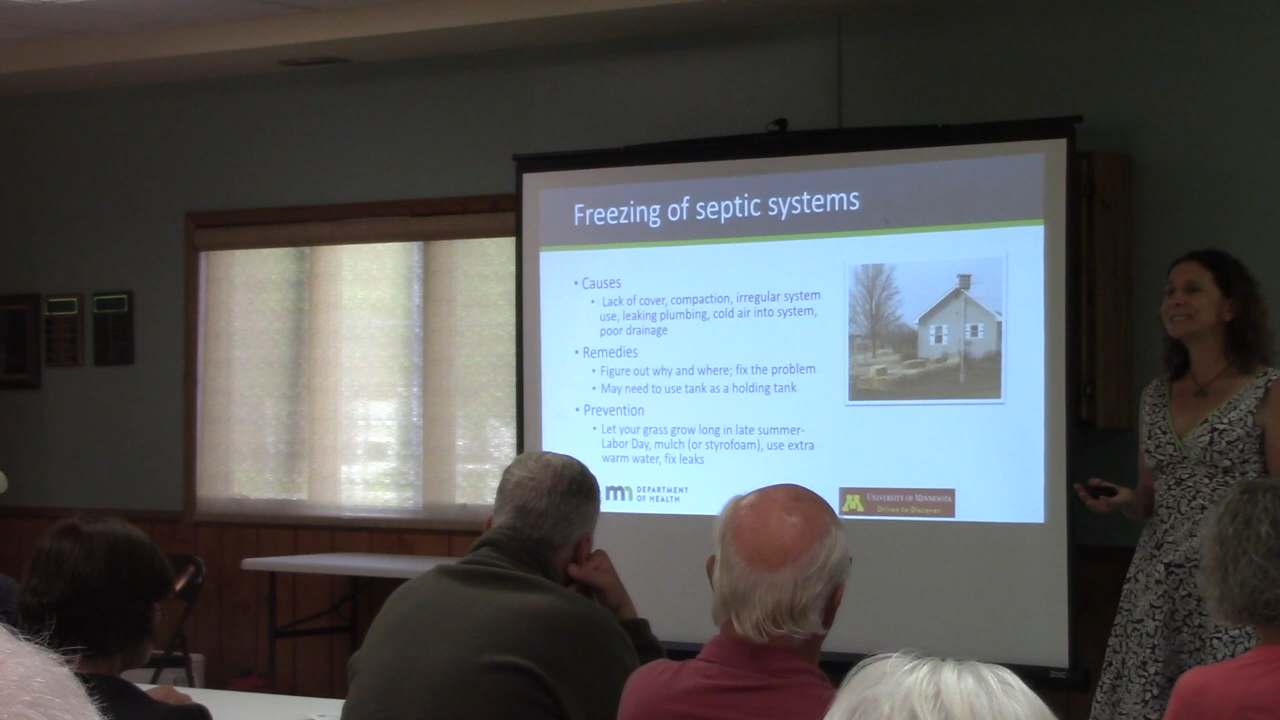 Freezing of septic systems
• Causes
• Lack of cover, compaction, irregular system
use, leaking plumbing, cold air into system,
poor drainage
• Remedies
• Figure out why and where; fix the problem
• May need to use tank as a holding tank
• Prevention
• Let your grass grow long in late summer-
Labor Day, mulch (or styrofoam), use extra
warm water, fix leaks
DEPARTMENT
OF HEALTH
UNIVERSITY OF MINNESOTA
Driven to Discover